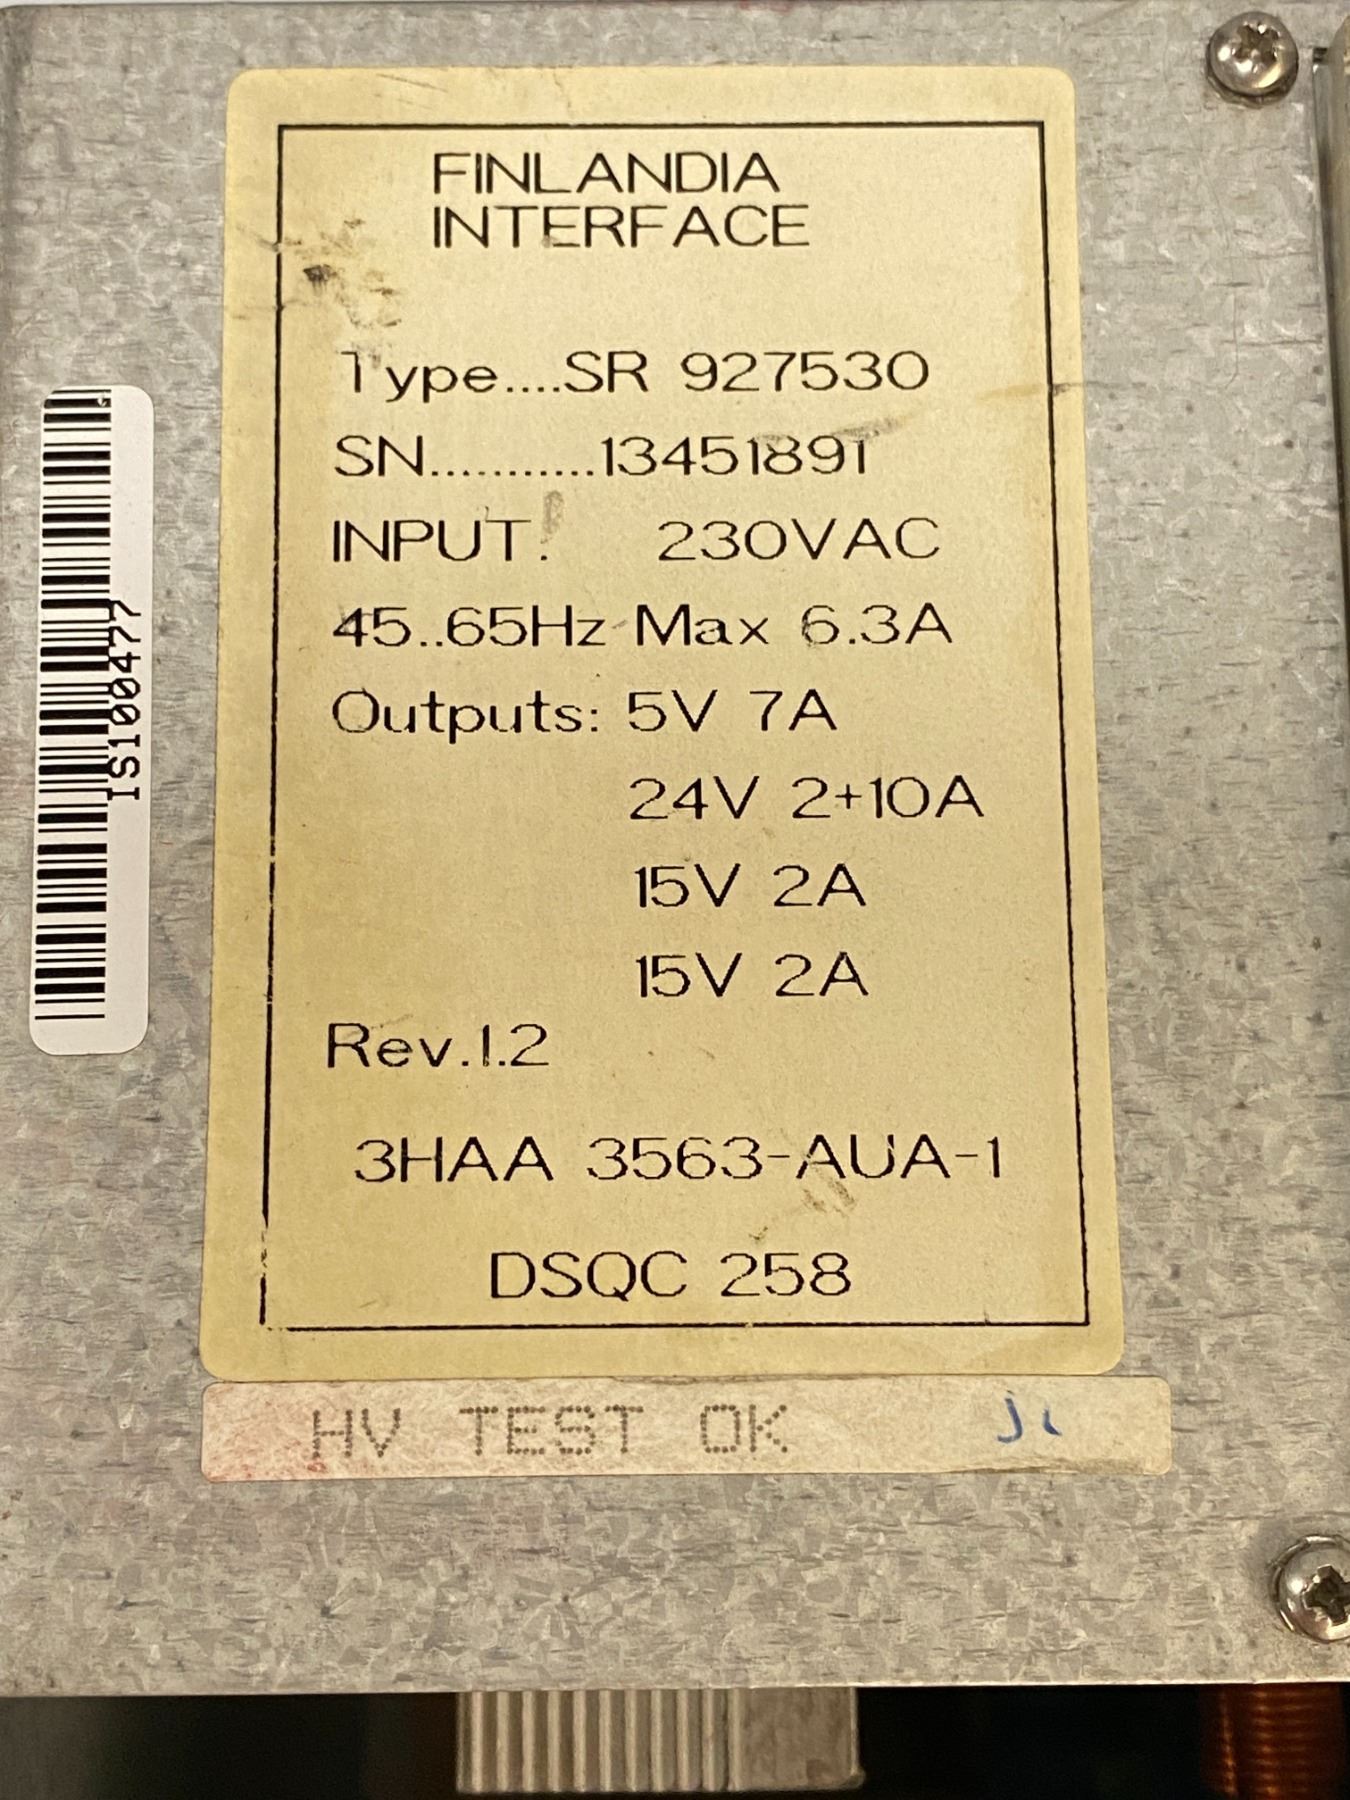 FINLANDIA
INTERFACE
Type....SR 927530
SN...........13451891
INPUT: 230VAC
45..65Hz Max 6.3A
Outputs: 5V 7A
24V 2+10A
15V 2A
15V 2A
Rev.1.2
3HAA 3563-AUA-1
DSQC 258
HV TEST OK
IS100477